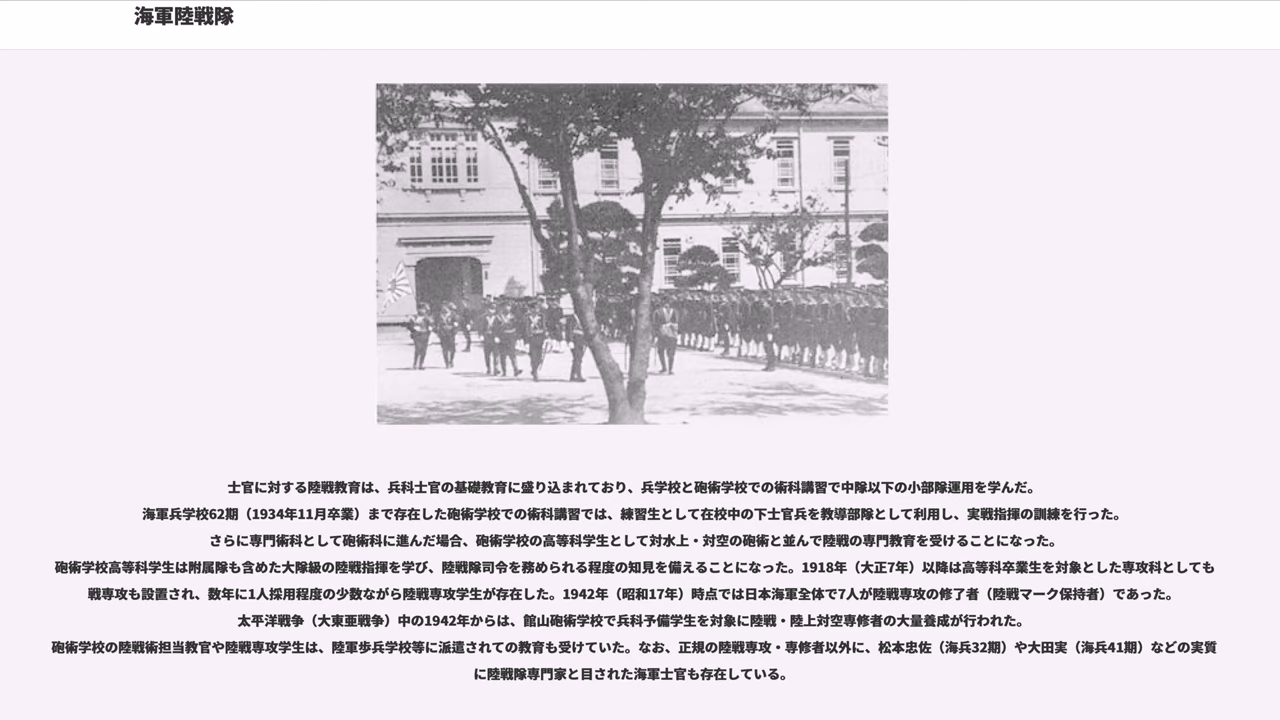 海軍陸戦隊
士官に対する陸戦教育は、兵科士官の基礎教育に盛り込まれており、兵学校と砲術学校での術科講習で中隊以下の小部隊運用を学んだ。
海軍兵学校62期（1934年11月卒業）まで存在した砲術学校での術科講習では、練習生として在校中の下士官兵を教導部隊として利用し、実戦指揮の訓練を行った。
さらに専門術科として砲術科に進んだ場合、砲術学校の高等科学生として対水上・対空の砲術と並んで陸戦の専門教育を受けることになった。
砲術学校高等科学生は附属隊も含めた大隊級の陸戦指揮を学び、陸戦隊司令を務められる程度の知見を備えることになった。1918年（大正7年）以降は高等科卒業生を対象とした専攻科としても
戦専攻も設置され、数年に1人採用程度の少数ながら陸戦専攻学生が存在した。1942年（昭和17年）時点では日本海軍全体で7人が陸戦専攻の修了者（陸戦マーク保持者）であった。
太平洋戦争（大東亜戦争）中の1942年からは、館山砲術学校で兵科予備学生を対象に陸戦・陸上対空専修者の大量養成が行われた。
砲術学校の陸戦術担当教官や陸戦専攻学生は、陸軍歩兵学校等に派遣されての教育も受けていた。なお、正規の陸戦専攻・専修者以外に、松本忠佐（海兵32期）や大田実（海兵41期）などの実質
に陸戦隊専門家と目された海軍士官も存在している。